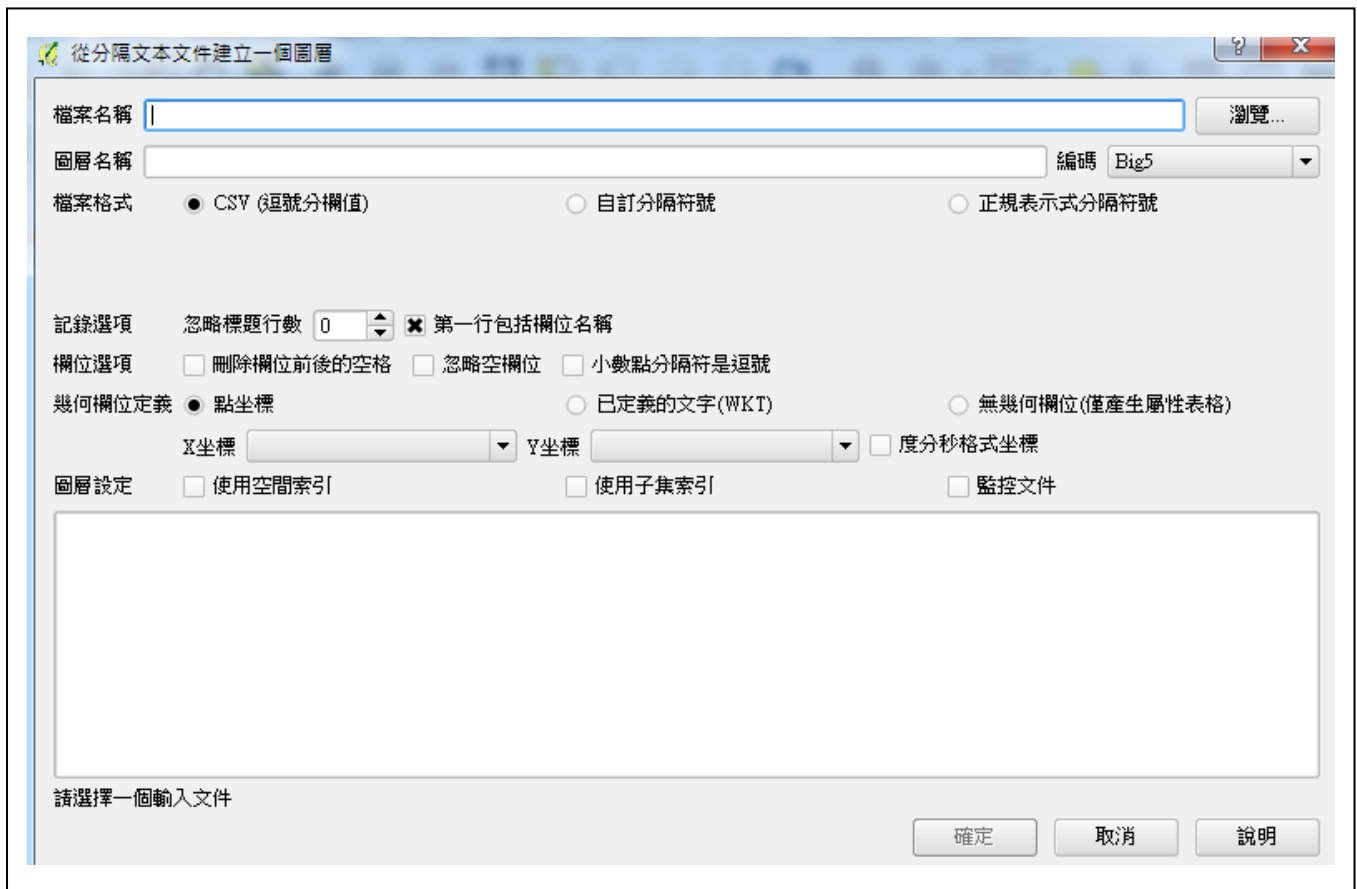 從分隔文本文件建立一個圖層
檔案名稱 瀏覽...
圖層名稱 編碼 Big5
檔案格式 CSV (逗號分欄值) 自訂分隔符號 正規表示式分隔符號
記錄選項 忽略標題行數 0 第一行包括欄位名稱
欄位選項 刪除欄位前後的空格 忽略空欄位 小數點分隔符是逗號
幾何欄位定義 點坐標 已定義的文字(WKT) 無幾何欄位(僅產生屬性表格)
X坐標 Y坐標 度分秒格式坐標
圖層設定 使用空間索引 使用子集索引 監控文件
請選擇一個輸入文件
確定 取消 說明